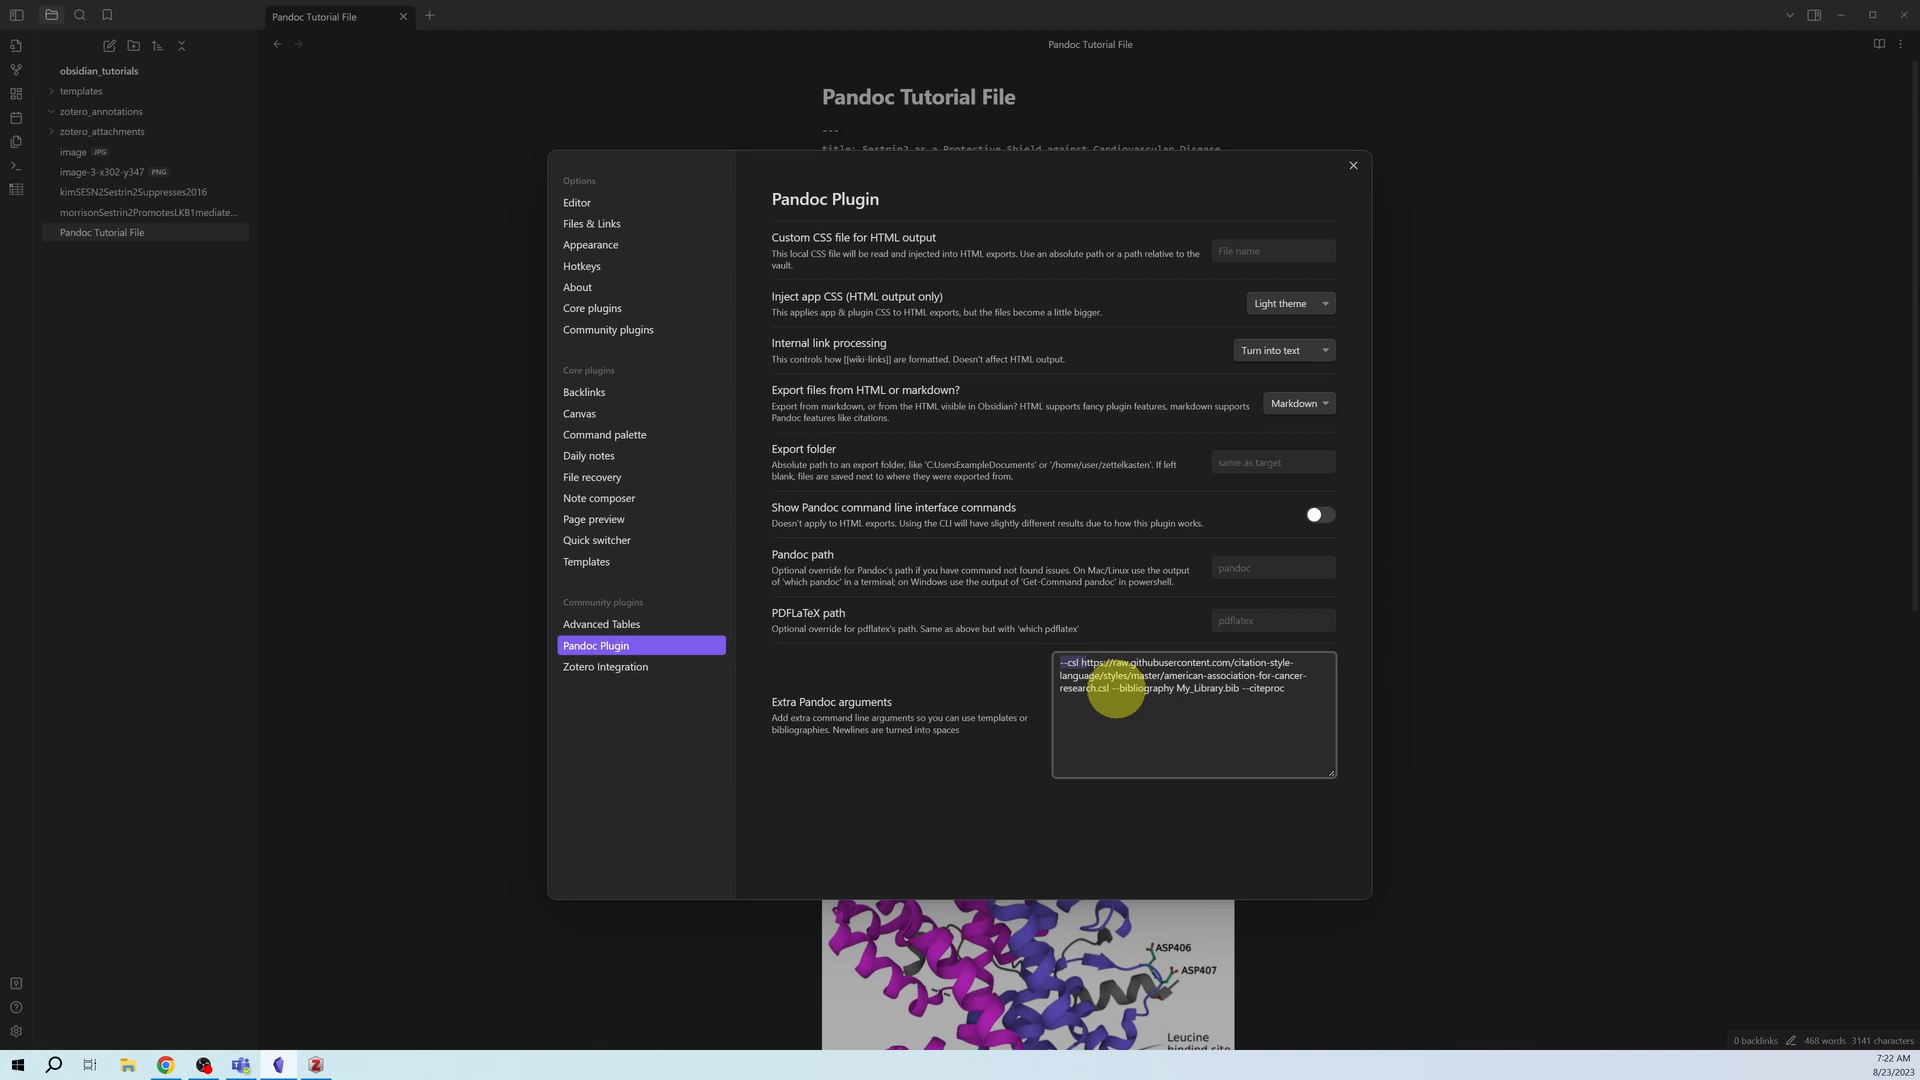 Pandoc Tutorial File
Pandoc Tutorial File
obsidian_tutorials
templates
zotero_annotations
zotero_attachments
image JPG
image-3-x302-y347 PNG
kimSESN2Sestrin2Suppresses2016
morrisonSestrin2PromotesLKB1mediate...
Pandoc Tutorial File
Pandoc Tutorial File
---
title: Sestrin2 as a Protective Shield against Cardiovascular Disease
Options
Editor
Files & Links
Appearance
Hotkeys
About
Core plugins
Community plugins
Core plugins
Backlinks
Canvas
Command palette
Daily notes
File recovery
Note composer
Page preview
Quick switcher
Templates
Community plugins
Advanced Tables
Pandoc Plugin
Zotero Integration
Pandoc Plugin
Custom CSS file for HTML output
This local CSS file will be read and injected into HTML exports. Use an absolute path or a path relative to the
vault.
File name
Inject app CSS (HTML output only)
This applies app & plugin CSS to HTML exports, but the files become a little bigger.
Light theme
Internal link processing
This controls how [[wiki-links]] are formatted. Doesn't affect HTML output.
Turn into text
Export files from HTML or markdown?
Export from markdown, or from the HTML visible in Obsidian? HTML supports fancy plugin features, markdown supports
Pandoc features like citations.
Markdown
Export folder
Absolute path to an export folder, like 'C:UsersExampleDocuments' or '/home/user/zettelkasten'. If left
blank, files are saved next to where they were exported from.
same as target
Show Pandoc command line interface commands
Doesn't apply to HTML exports. Using the CLI will have slightly different results due to how this plugin works.
Pandoc path
Optional override for Pandoc's path if you have command not found issues. On Mac/Linux use the output
of 'which pandoc' in a terminal; on Windows use the output of 'Get-Command pandoc' in powershell.
pandoc
PDFLaTeX path
Optional override for pdflatex's path. Same as above but with 'which pdflatex'
pdflatex
Extra Pandoc arguments
Add extra command line arguments so you can use templates or
bibliographies. Newlines are turned into spaces
--csl https://raw.githubusercontent.com/citation-style-
language/styles/master/american-association-for-cancer-
research.csl --bibliography My_Library.bib --citeproc
ASP406
ASP407
Leucine
binding site
0 backlinks 468 words 3141 characters
7:22 AM
8/23/2023